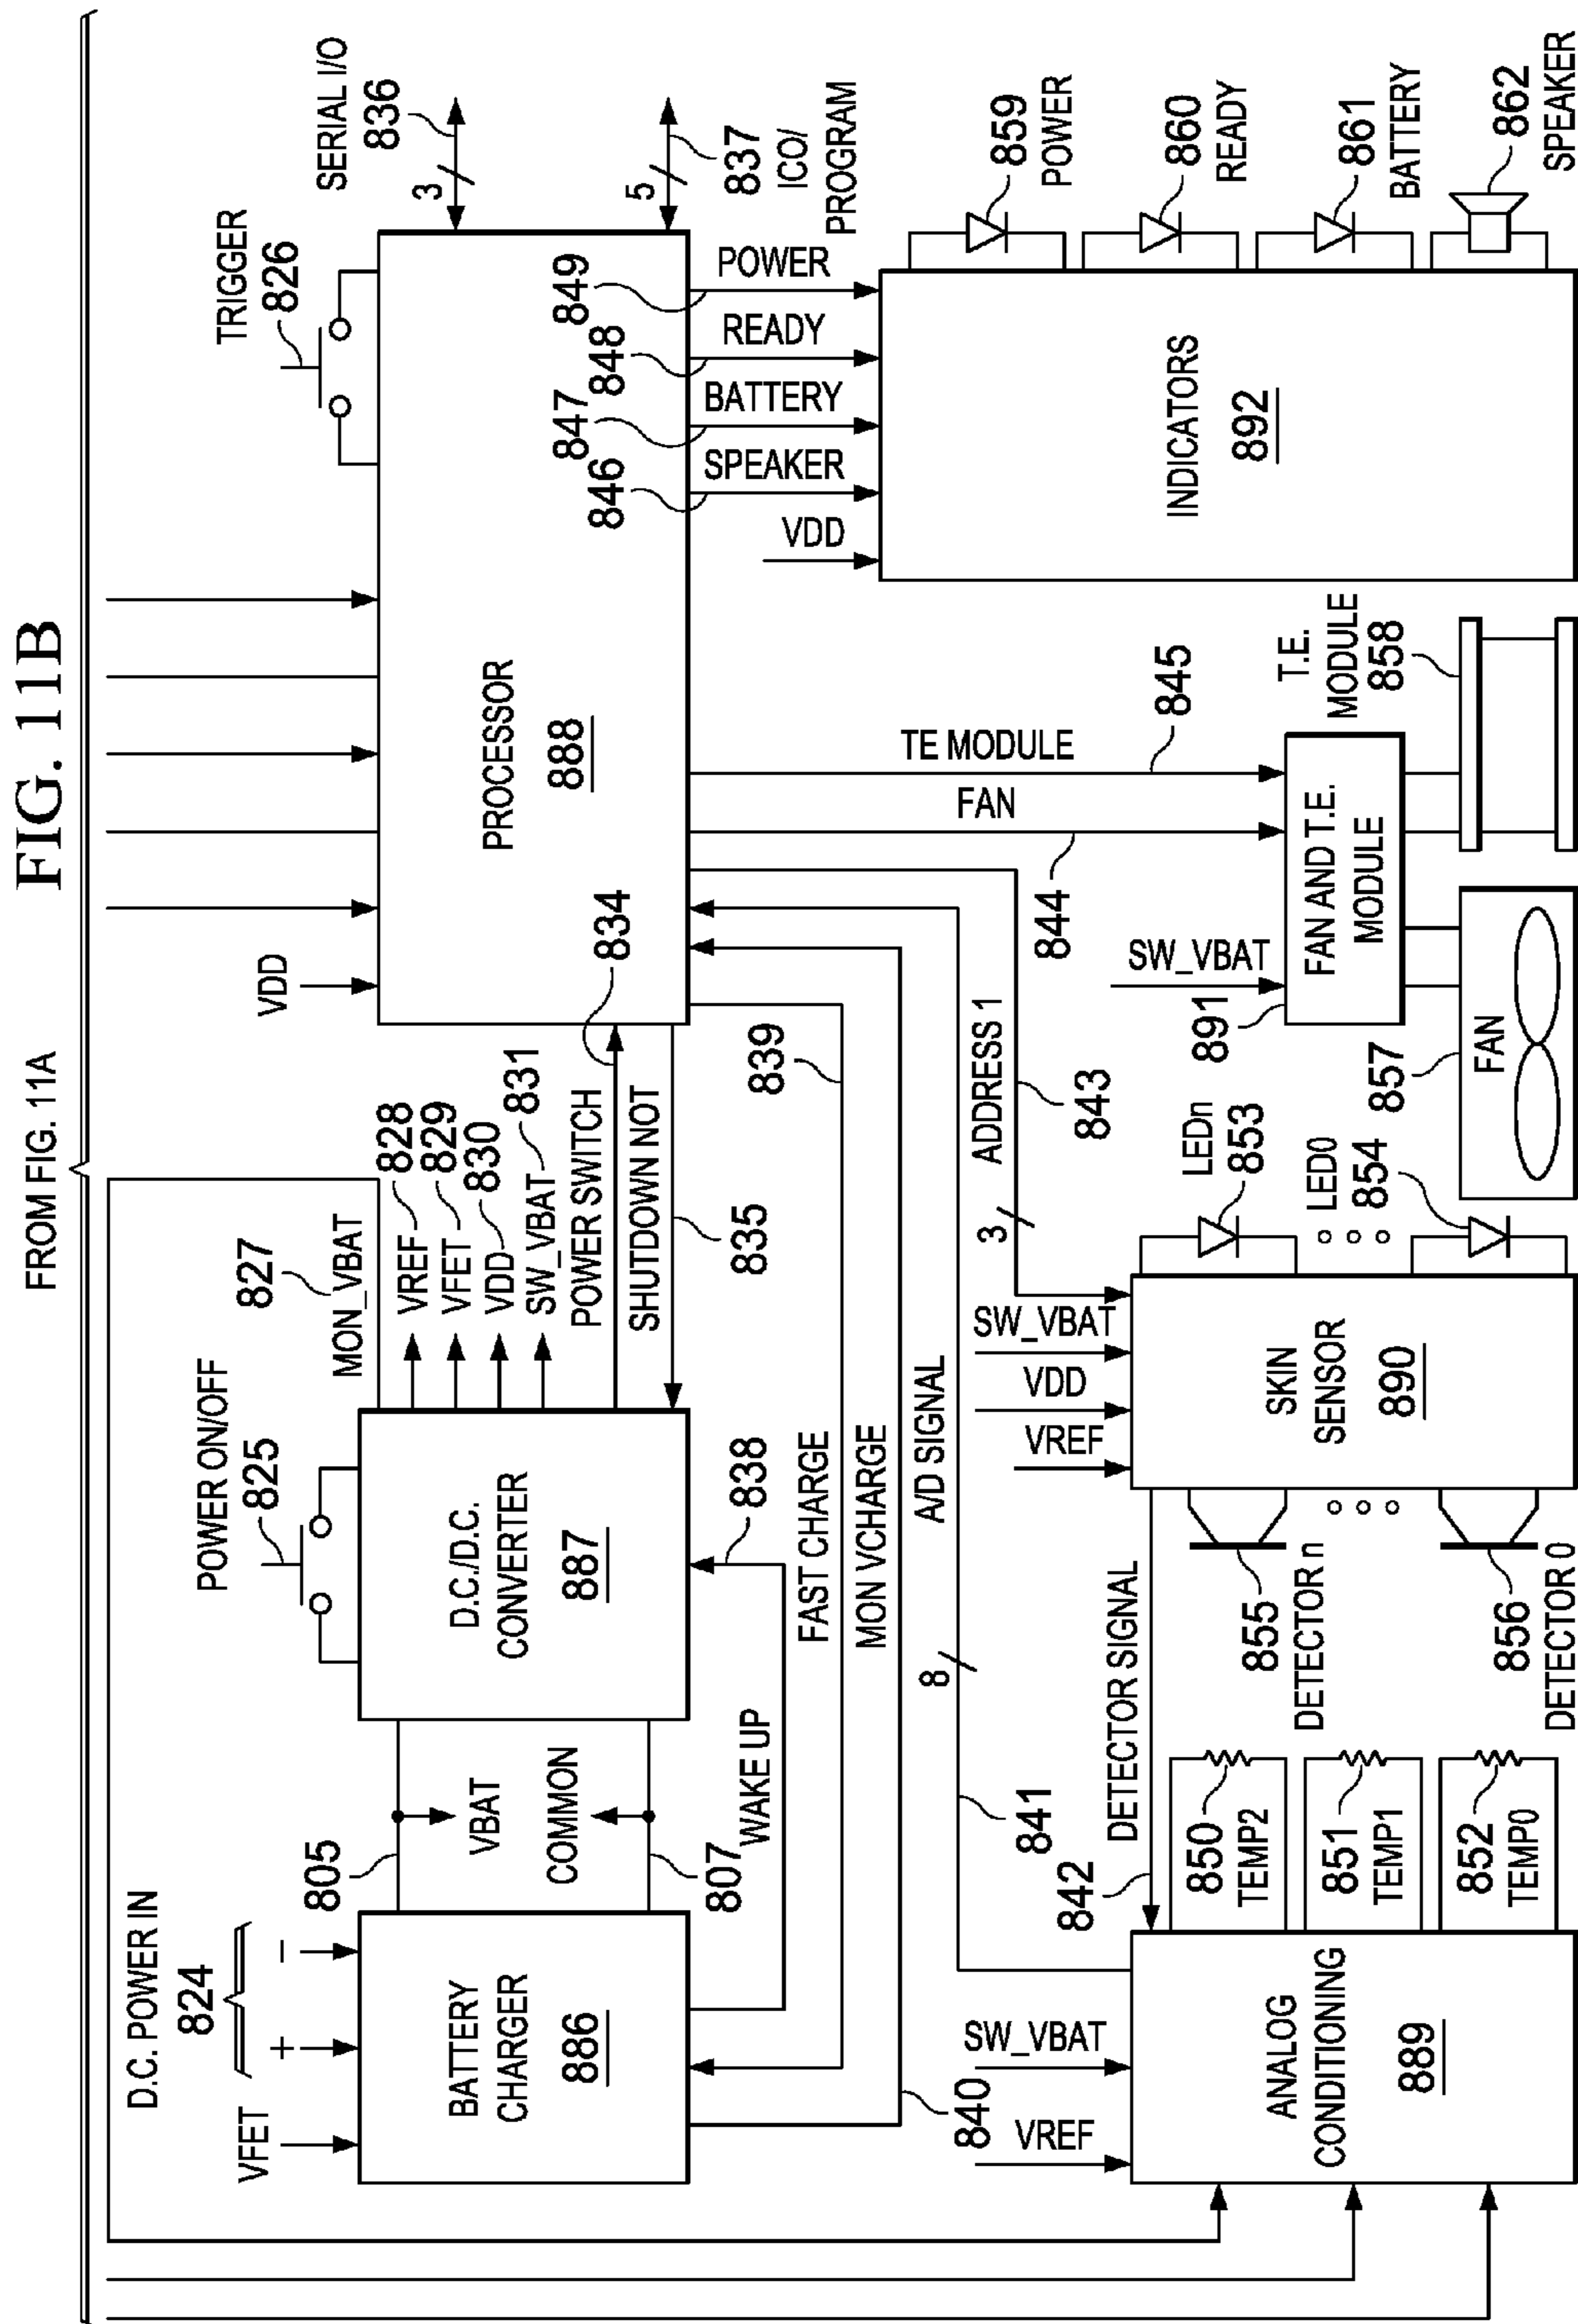 FIG. 11B
FROM FIG. 11A
D.C. POWER IN
824
VFET
+
−
BATTERY
CHARGER
886
805
VBAT
COMMON
807
WAKE UP
838
POWER ON/OFF
825
D.C./D.C.
CONVERTER
887
MON_VBAT
827
VREF
828
VFET
829
VDD
830
SW_VBAT
831
POWER SWITCH
834
SHUTDOWN NOT
835
FAST CHARGE
839
MON VCHARGE
840
VDD
PROCESSOR
888
TRIGGER
826
SERIAL I/O
836
3
5
837
ICO/
PROGRAM
849
POWER
848
READY
847
BATTERY
846
SPEAKER
VDD
INDICATORS
892
859
POWER
860
READY
861
BATTERY
862
SPEAKER
TE MODULE
845
FAN
844
SW_VBAT
891
FAN AND T.E.
MODULE
T.E.
MODULE
858
857
FAN
A/D SIGNAL
8
841
ADDRESS 1
3
843
VREF
VDD
SW_VBAT
SKIN
SENSOR
890
LEDn
853
LED0
854
855
DETECTOR n
856
DETECTOR 0
DETECTOR SIGNAL
842
VREF
SW_VBAT
ANALOG
CONDITIONING
889
850
TEMP2
851
TEMP1
852
TEMP0